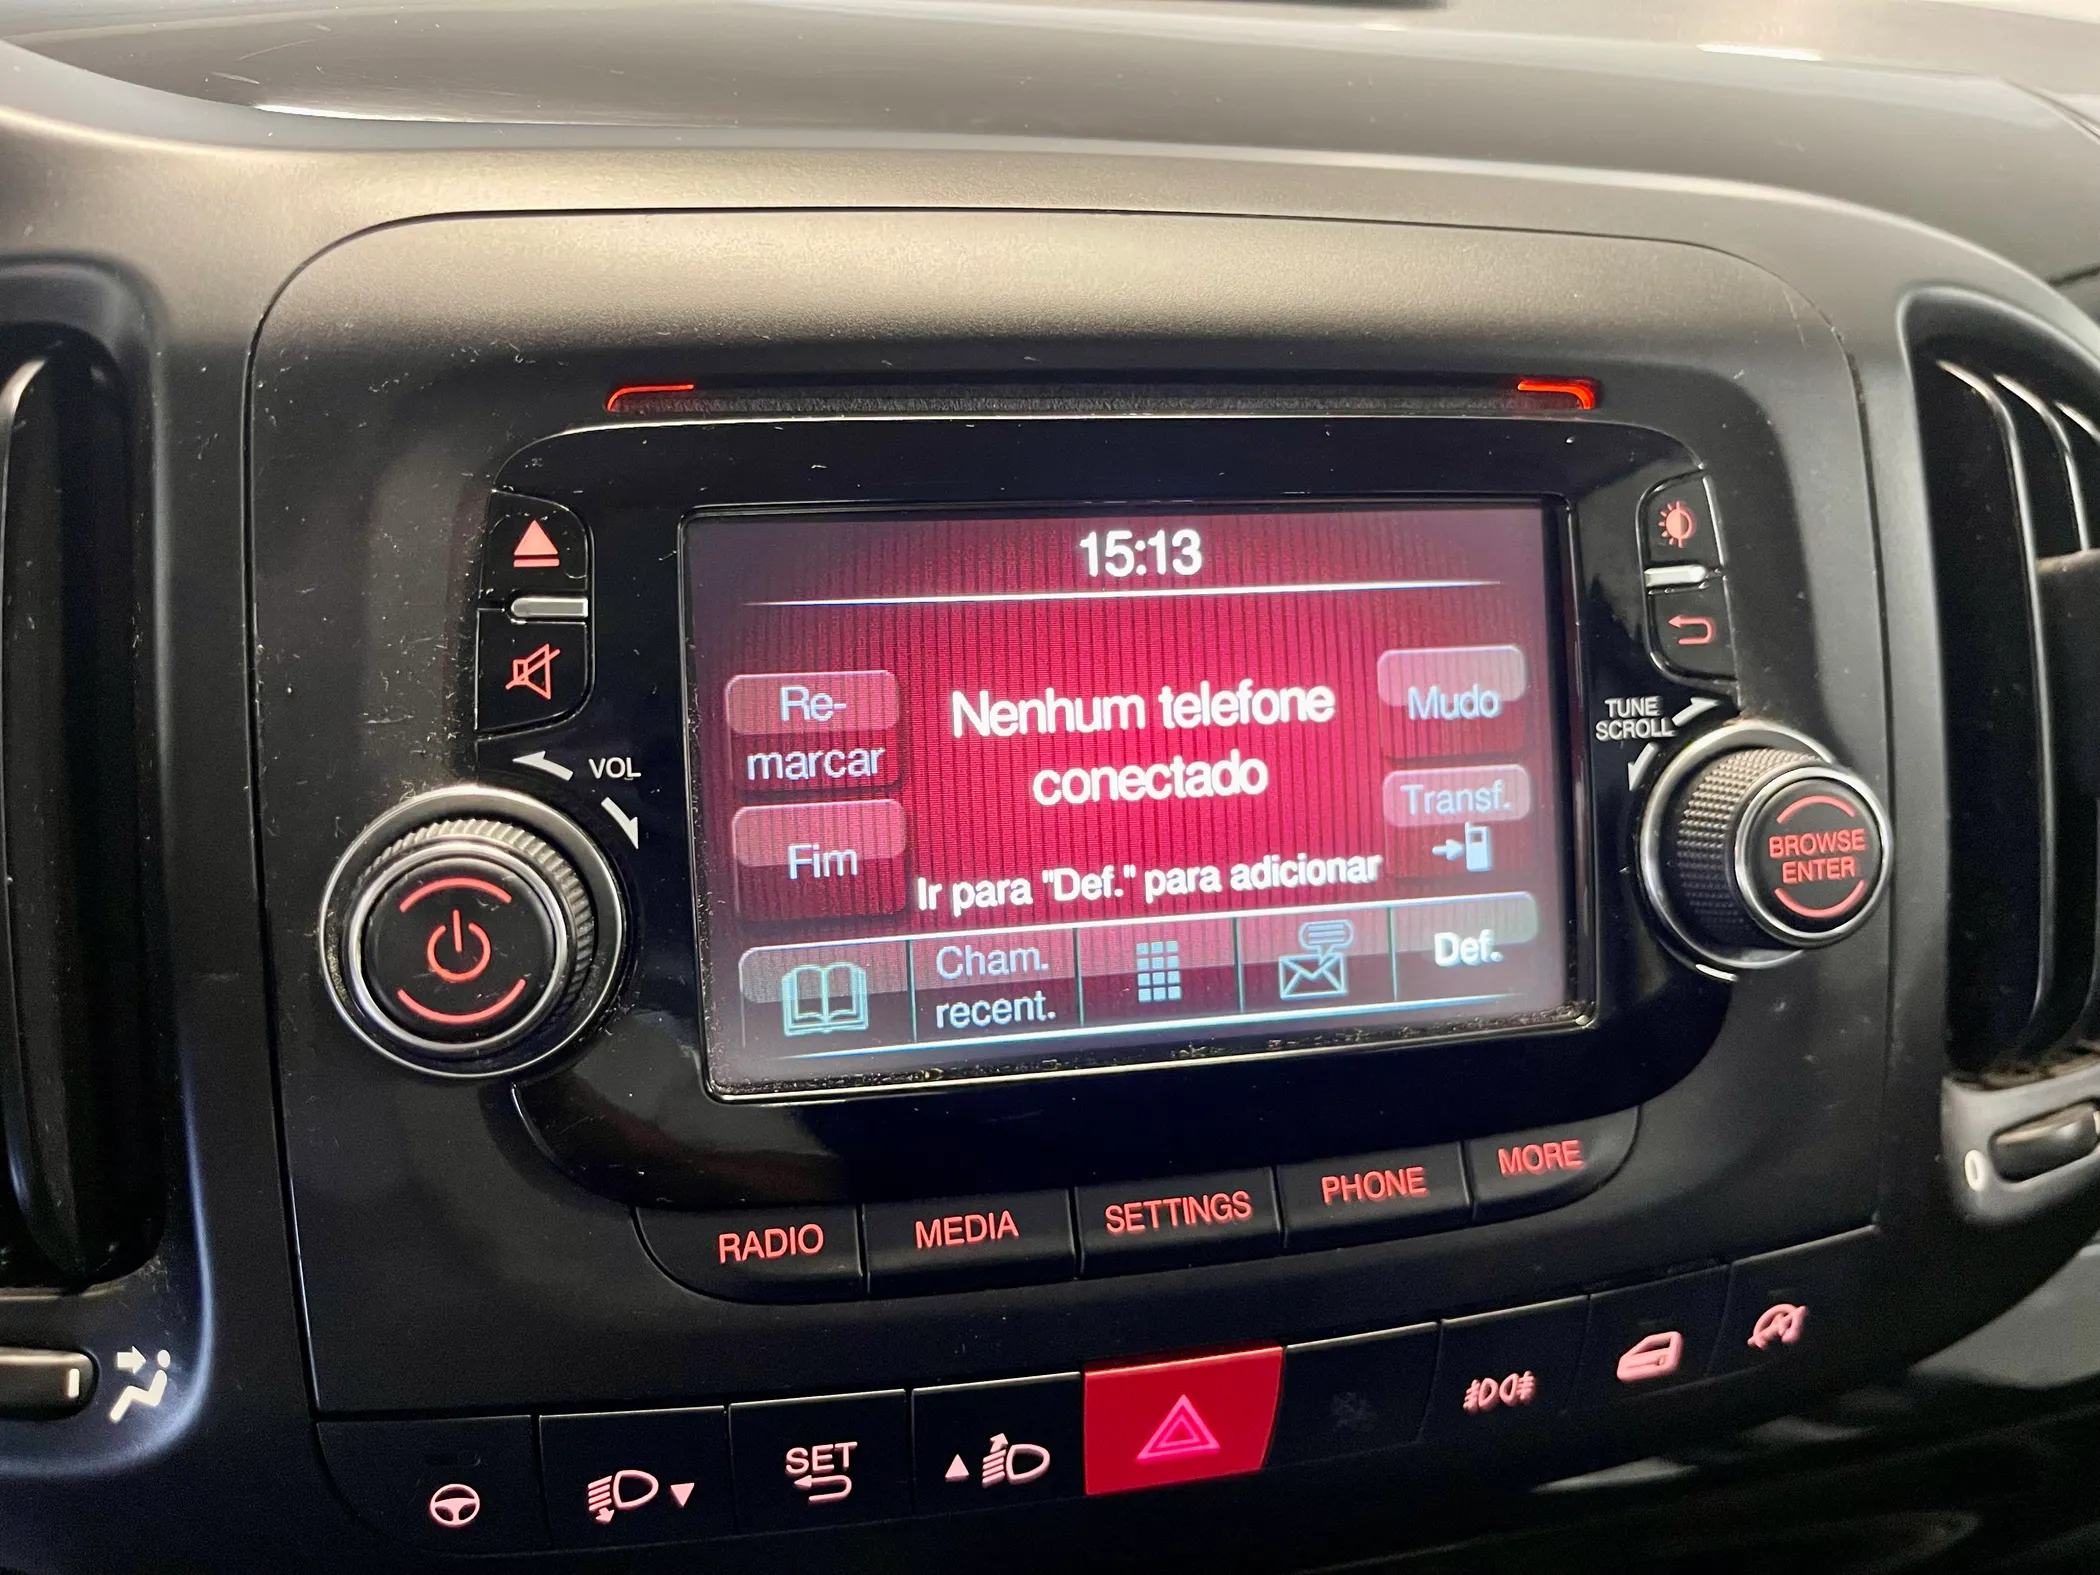 15:13
Re-
marcar
Nenhum telefone
conectado
Mudo
Transf.
Fim
Ir para "Def." para adicionar
Cham.
recent.
Def.
VOL
TUNE
SCROLL
BROWSE
ENTER
RADIO
MEDIA
SETTINGS
PHONE
MORE
SET
0